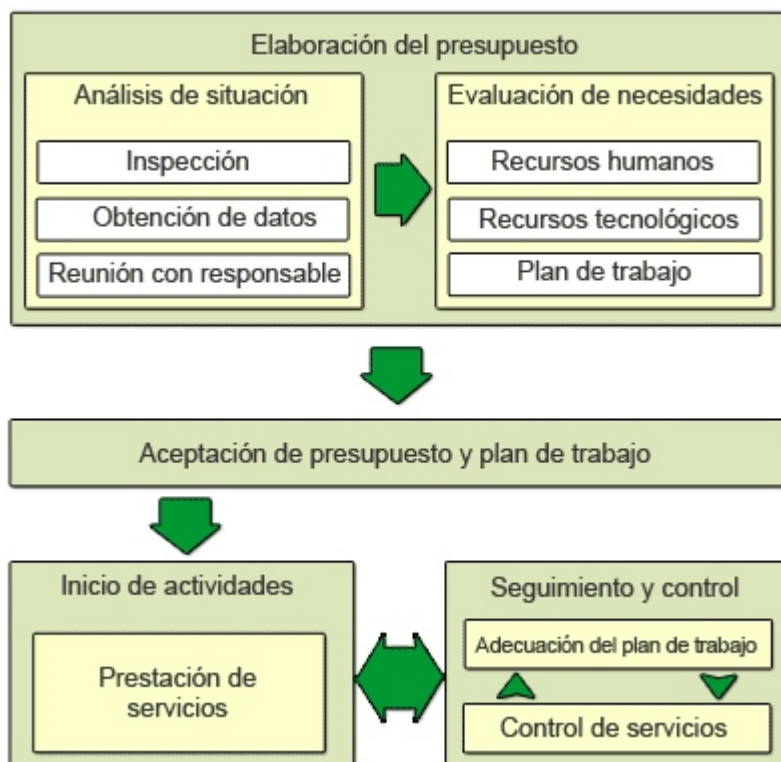 Elaboración del presupuesto
Análisis de situación
Inspección
Obtención de datos
Reunión con responsable
Evaluación de necesidades
Recursos humanos
Recursos tecnológicos
Plan de trabajo
Aceptación de presupuesto y plan de trabajo
Inicio de actividades
Prestación de
servicios
Seguimiento y control
Adecuación del plan de trabajo
Control de servicios